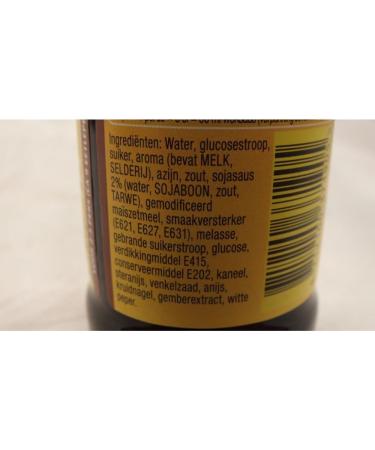 Ingrediënten: Water, glucosestroop,
suiker, aroma (bevat MELK,
SELDERIJ), azijn, zout, sojasaus
2% (water, SOJABOON, zout,
TARWE), gemodificeerd
maïszetmeel, smaakversterker
(E621, E627, E631), melasse,
gebrande suikerstroop, glucose,
verdikkingmiddel E415,
conserveermiddel E202, kaneel,
steranijs, venkelzaad, anijs,
kruidnagel, gemberextract, witte
peper.